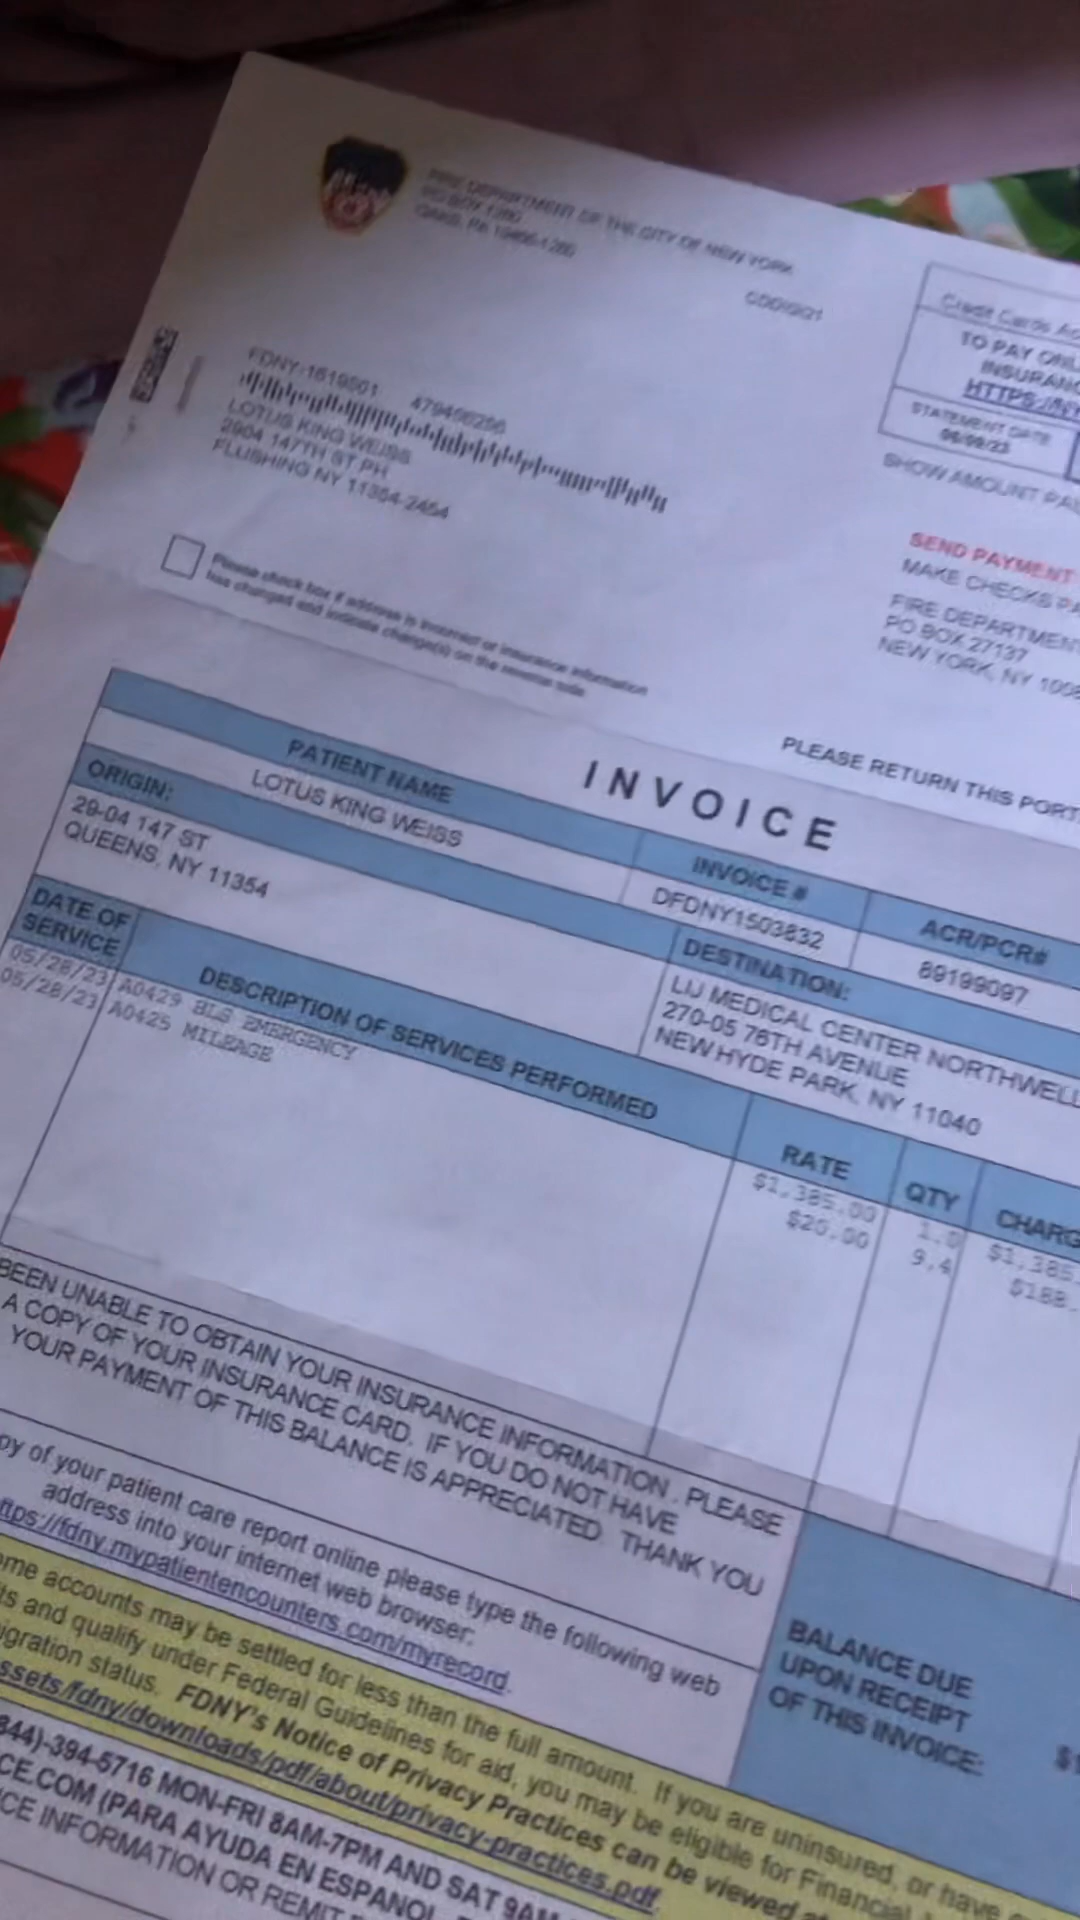 FIRE DEPARTMENT OF THE CITY OF NEW YORK
PO BOX 1280
OAKS, PA 19456-1280
Credit Cards Ac
TO PAY ONL
INSURANC
HTTPS://
STATEMENT DATE
SHOW AMOUNT PA
FDNY-1619501 479456256
LOTUS KING WEISS
2904 147TH ST PH
FLUSHING NY 11354-2454
SEND PAYMENT
MAKE CHECKS PA
FIRE DEPARTMENT
PO BOX 27137
NEW YORK, NY 1008
Please check box if address is incorrect or insurance information
has changed and indicate change(s) on the reverse side
PLEASE RETURN THIS PORT
INVOICE
PATIENT NAME INVOICE # ACR/PCR#
LOTUS KING WEISS DFDNY1503832 89199097
ORIGIN: DESTINATION:
29-04 147 ST
QUEENS, NY 11354
LIJ MEDICAL CENTER NORTHWELL
270-05 76TH AVENUE
NEW HYDE PARK, NY 11040
DATE OF SERVICE DESCRIPTION OF SERVICES PERFORMED RATE QTY CHARG
05/28/23 A0429 BLS EMERGENCY $1,385.00 1.0 $1,385.
05/28/23 A0425 MILEAGE $20.00 9.4 $188.
BEEN UNABLE TO OBTAIN YOUR INSURANCE INFORMATION. PLEASE
A COPY OF YOUR INSURANCE CARD. IF YOU DO NOT HAVE
YOUR PAYMENT OF THIS BALANCE IS APPRECIATED. THANK YOU
py of your patient care report online please type the following web
address into your internet web browser:
ttps://fdny.mypatientencounters.com/myrecord.
BALANCE DUE
UPON RECEIPT
OF THIS INVOICE: $1
ome accounts may be settled for less than the full amount. If you are uninsured, or have
ts and qualify under Federal Guidelines for aid, you may be eligible for Financial
igration status. FDNY's Notice of Privacy Practices can be viewed at
ssets/fdny/downloads/pdf/about/privacy-practices.pdf.
844)-394-5716 MON-FRI 8AM-7PM AND SAT 9AM
CE.COM (PARA AYUDA EN ESPANOL
CE INFORMATION OR REMIT